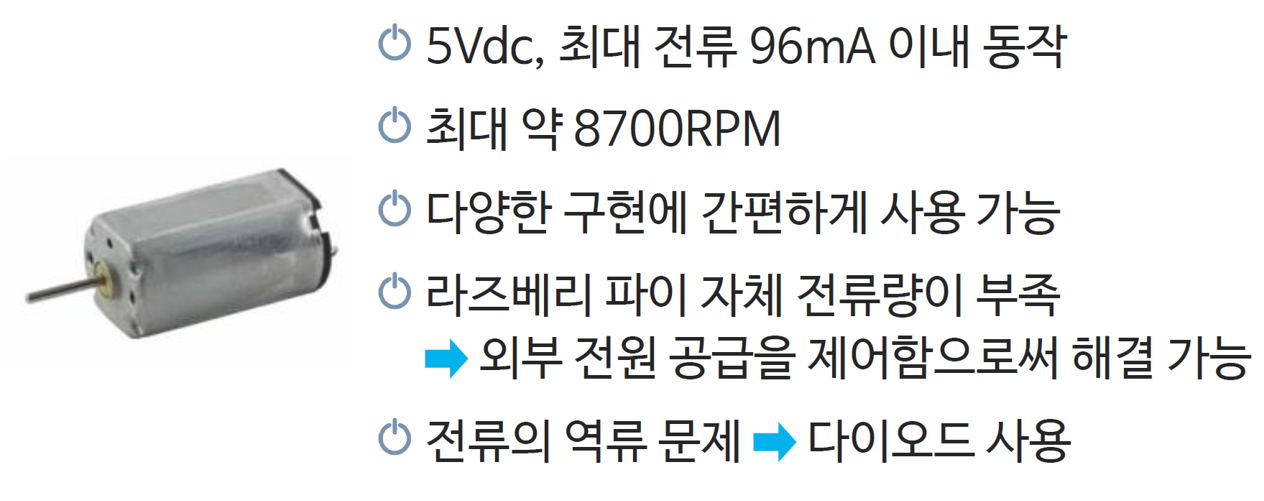 5Vdc, 최대 전류 96mA 이내 동작
최대 약 8700RPM
다양한 구현에 간편하게 사용 가능
라즈베리 파이 자체 전류량이 부족
➡ 외부 전원 공급을 제어함으로써 해결 가능
전류의 역류 문제 ➡ 다이오드 사용